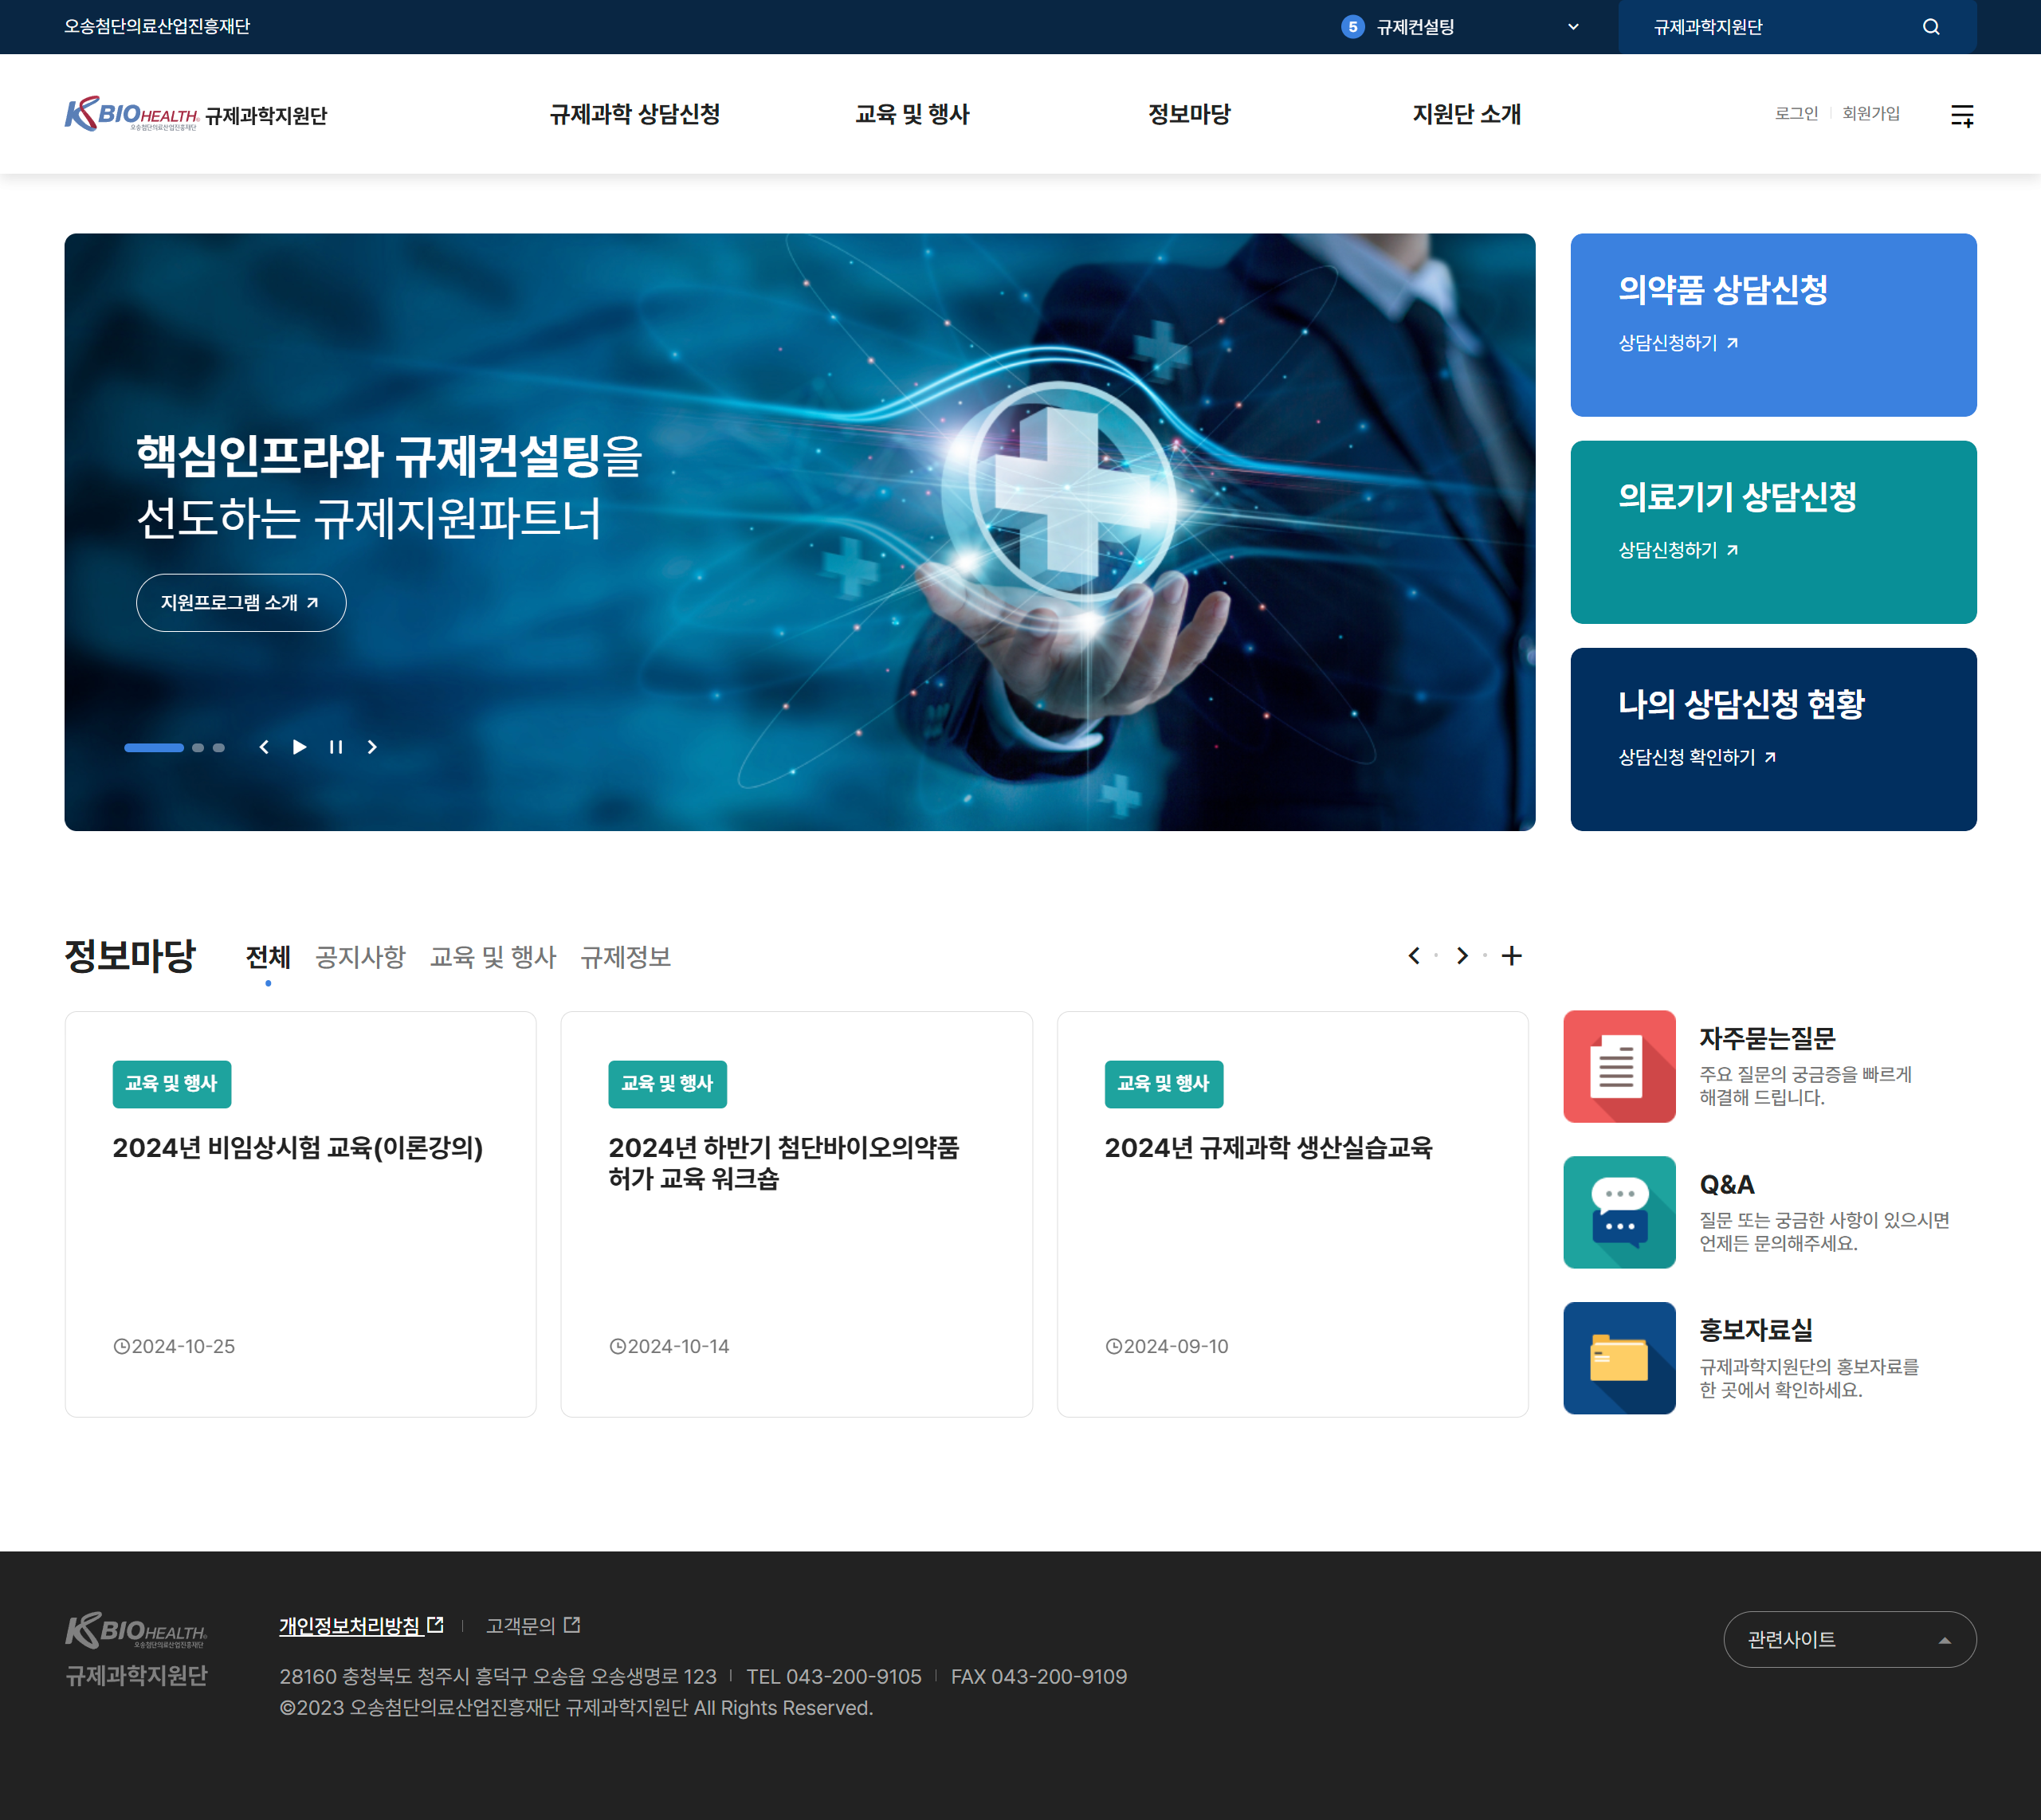 오송첨단의료산업진흥재단
5 규제컨설팅
규제과학지원단
KBIOHEALTH 규제과학지원단
오송첨단의료산업진흥재단
규제과학 상담신청
교육 및 행사
정보마당
지원단 소개
로그인
회원가입
핵심인프라와 규제컨설팅을
선도하는 규제지원파트너
지원프로그램 소개
의약품 상담신청
상담신청하기
의료기기 상담신청
상담신청하기
나의 상담신청 현황
상담신청 확인하기
정보마당
전체 공지사항 교육 및 행사 규제정보
교육 및 행사
2024년 비임상시험 교육(이론강의)
2024-10-25
교육 및 행사
2024년 하반기 첨단바이오의약품
허가 교육 워크숍
2024-10-14
교육 및 행사
2024년 규제과학 생산실습교육
2024-09-10
자주묻는질문
주요 질문의 궁금증을 빠르게
해결해 드립니다.
Q&A
질문 또는 궁금한 사항이 있으시면
언제든 문의해주세요.
홍보자료실
규제과학지원단의 홍보자료를
한 곳에서 확인하세요.
KBIOHEALTH
오송첨단의료산업진흥재단
규제과학지원단
개인정보처리방침
고객문의
28160 충청북도 청주시 흥덕구 오송읍 오송생명로 123 TEL 043-200-9105 FAX 043-200-9109
©2023 오송첨단의료산업진흥재단 규제과학지원단 All Rights Reserved.
관련사이트